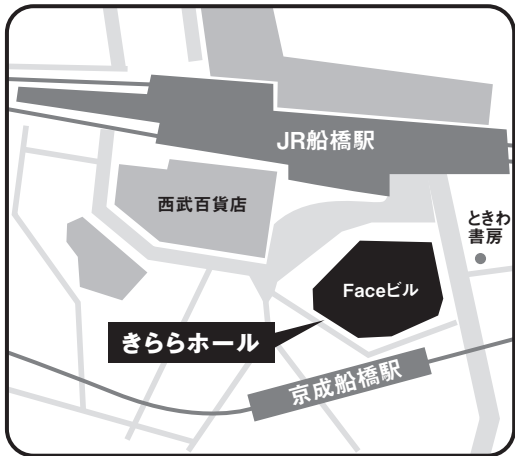 JR船橋駅
西武百貨店
ときわ
書房
Faceビル
きららホール
京成船橋駅